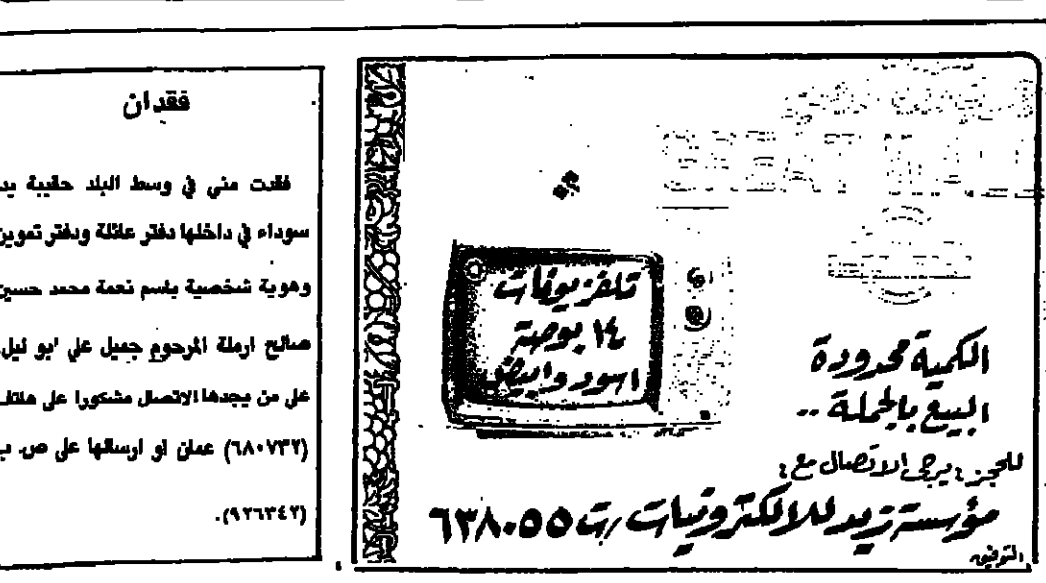 تلفزيونات
١٤ بوصة
اسود وابيض
الكمية محدودة
البيع بالجملة ..
للحجز : يرجى الاتصال مع :
مؤسسة زيد للالكترونيات / ت ٦٣٨٠٥٥
التوفيق
فقدان
فقدت مني في وسط البلد حقيبة يد
سوداء في داخلها دفتر عائلة ودفتر تموين
وهوية شخصية باسم نعمة محمد حسين
صالح ارملة المرحوم جميل علي ابو ليل.
على من يجدها الاتصال مشكورا على هاتف
(٦٨٠٧٣٢) عمان او ارسالها على ص. ب
(٩٢٦٣٤٢).